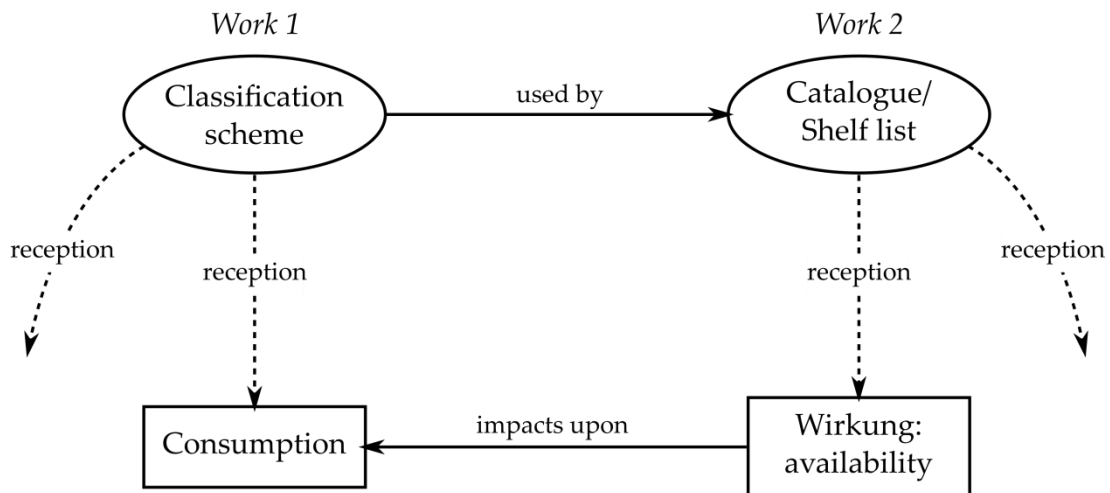 Work 1
Work 2
Classification
scheme
used by
Catalogue/
Shelf list
reception
reception
reception
reception
Consumption
impacts upon
Wirkung:
availability